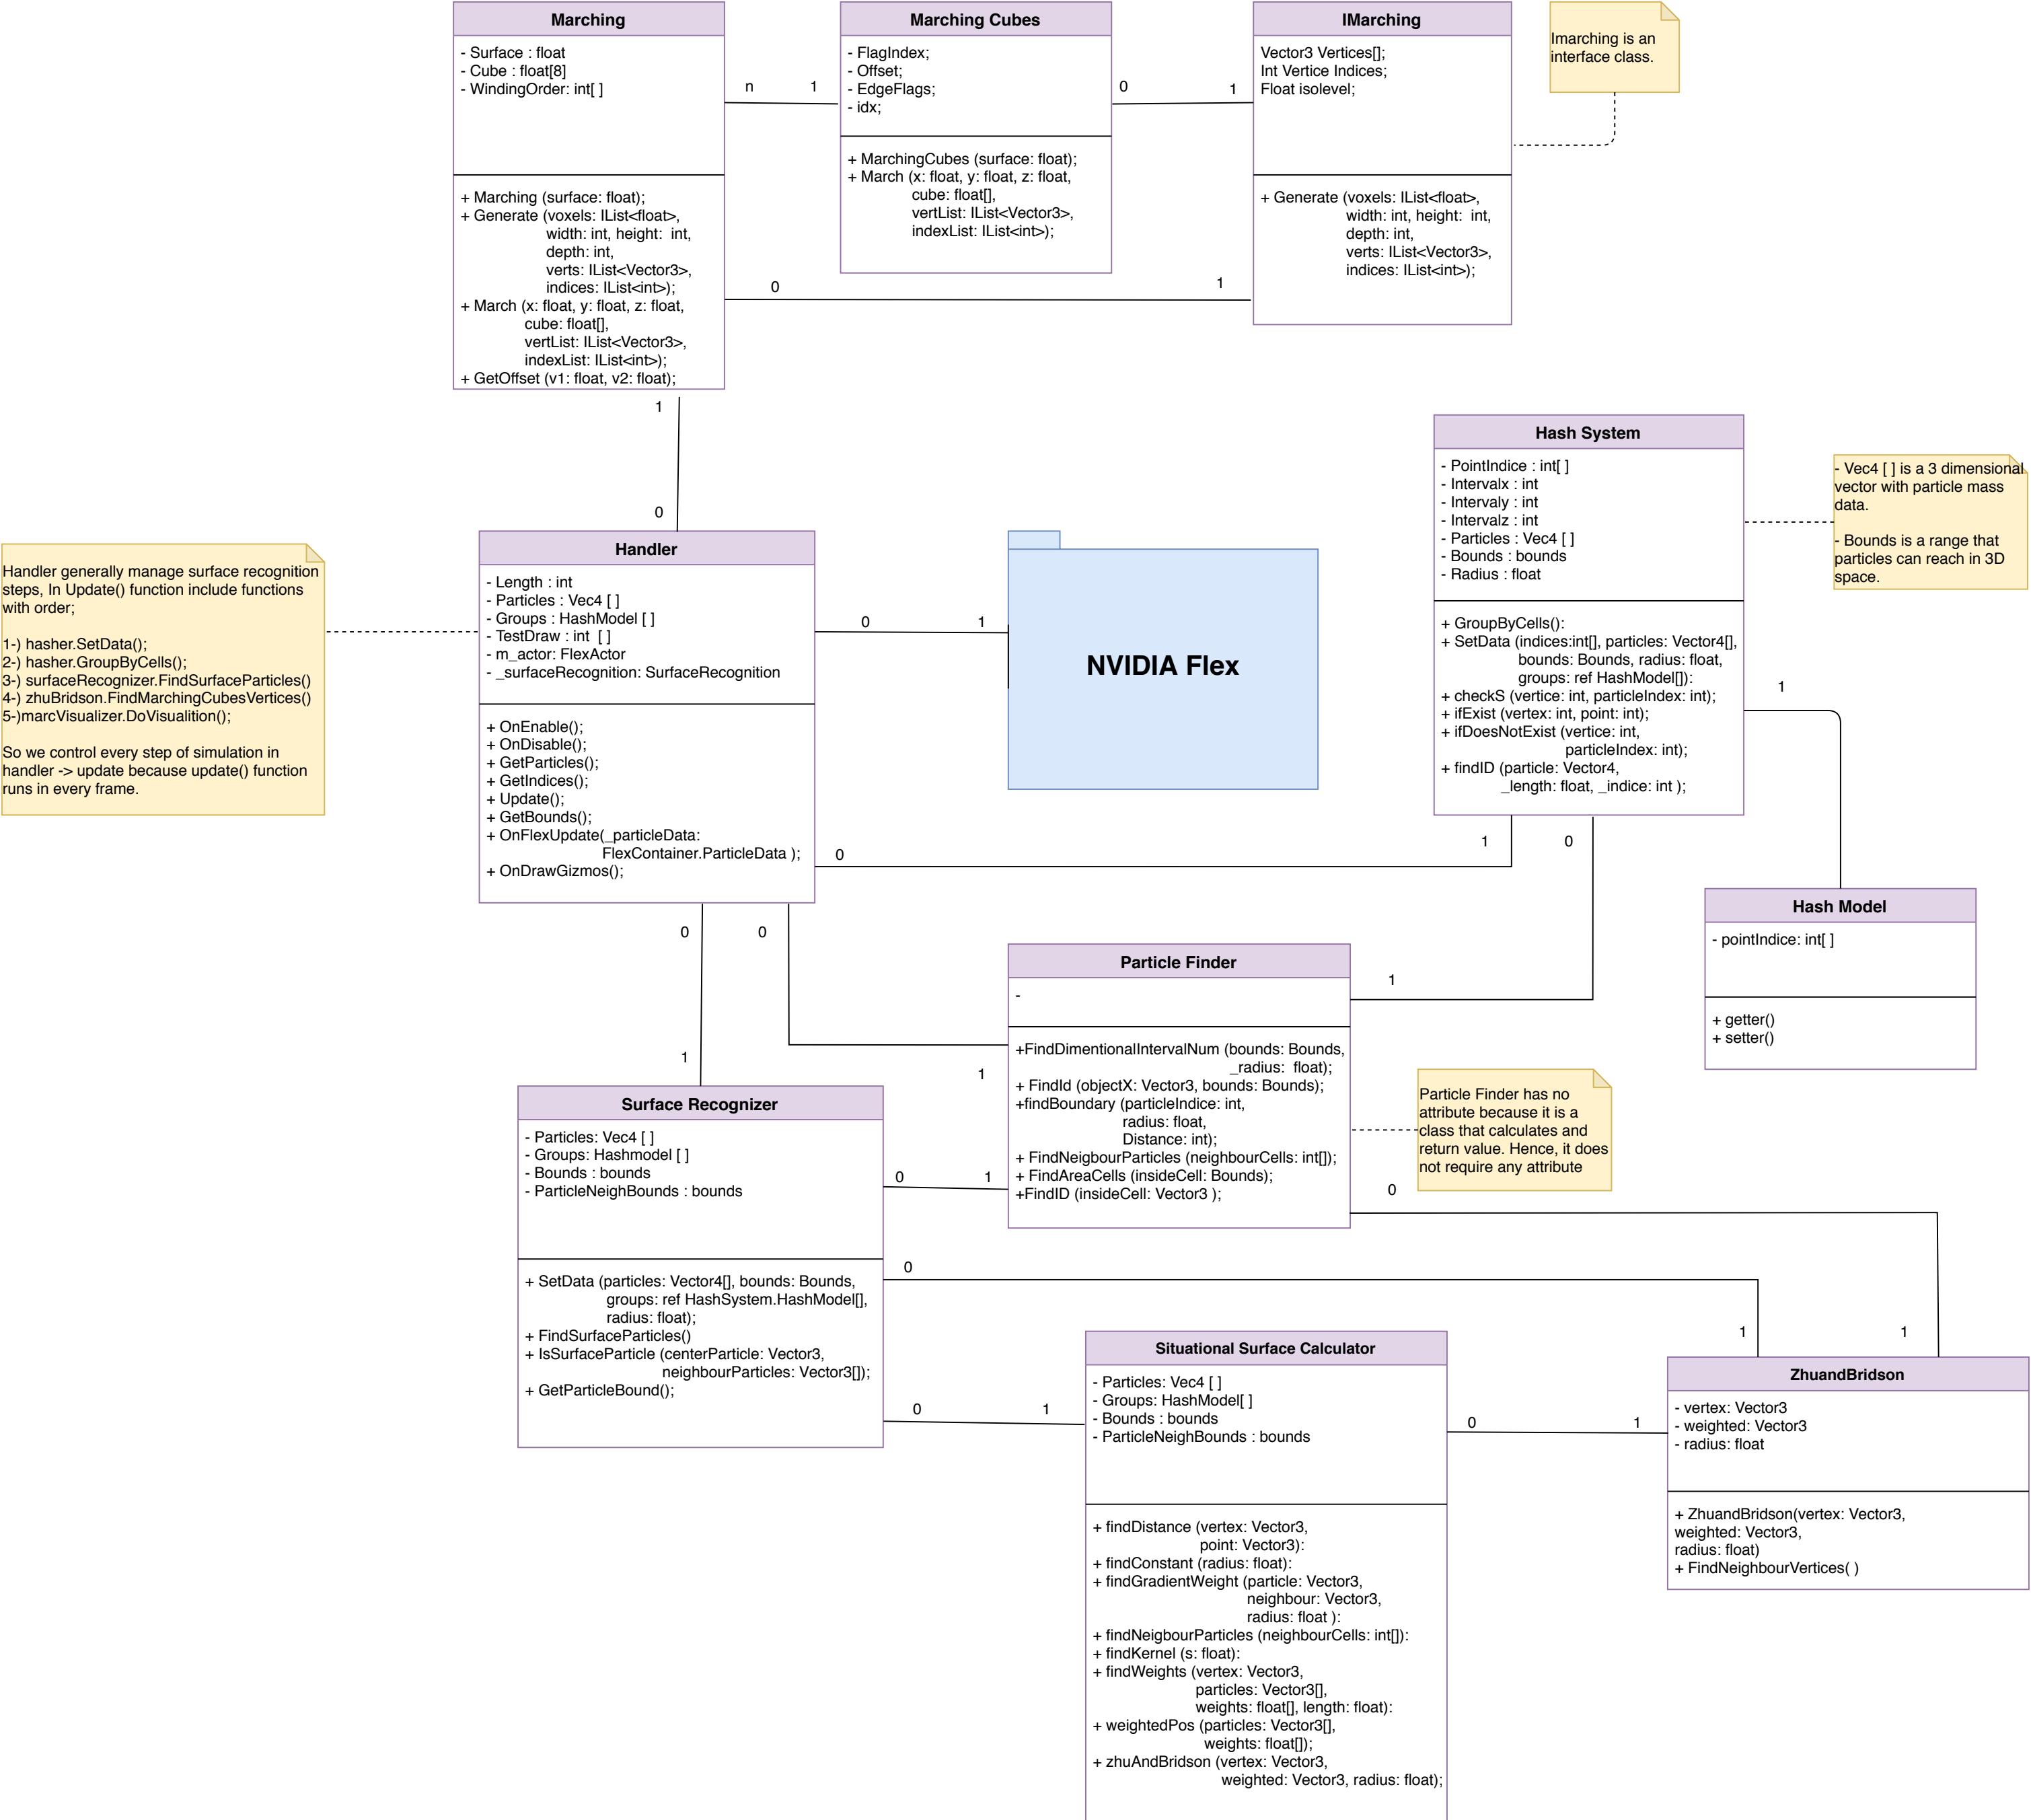 Marching
- Surface : float
- Cube : float[8]
- WindingOrder: int[ ]
+ Marching (surface: float);
+ Generate (voxels: IList<float>,
width: int, height:  int,
depth: int,
verts: IList<Vector3>,
indices: IList<int>);
+ March (x: float, y: float, z: float,
cube: float[],
vertList: IList<Vector3>,
indexList: IList<int>);
+ GetOffset (v1: float, v2: float);
n
1
Marching Cubes
- FlagIndex;
- Offset;
- EdgeFlags;
- idx;
+ MarchingCubes (surface: float);
+ March (x: float, y: float, z: float,
cube: float[],
vertList: IList<Vector3>,
indexList: IList<int>);
0
1
IMarching
Vector3 Vertices[];
Int Vertice Indices;
Float isolevel;
+ Generate (voxels: IList<float>,
width: int, height:  int,
depth: int,
verts: IList<Vector3>,
indices: IList<int>);
Imarching is an
interface class.
0
1
1
0
Handler generally manage surface recognition
steps, In Update() function include functions
with order;
1-) hasher.SetData();
2-) hasher.GroupByCells();
3-) surfaceRecognizer.FindSurfaceParticles()
4-) zhuBridson.FindMarchingCubesVertices()
5-)marcVisualizer.DoVisualition();
So we control every step of simulation in
handler -> update because update() function
runs in every frame.
Handler
- Length : int
- Particles : Vec4 [ ]
- Groups : HashModel [ ]
- TestDraw : int  [ ]
- m_actor: FlexActor
- _surfaceRecognition: SurfaceRecognition
+ OnEnable();
+ OnDisable();
+ GetParticles();
+ GetIndices();
+ Update();
+ GetBounds();
+ OnFlexUpdate(_particleData:
FlexContainer.ParticleData );
+ OnDrawGizmos();
0
1
NVIDIA Flex
Hash System
- PointIndice : int[ ]
- Intervalx : int
- Intervaly : int
- Intervalz : int
- Particles : Vec4 [ ]
- Bounds : bounds
- Radius : float
+ GroupByCells():
+ SetData (indices:int[], particles: Vector4[],
bounds: Bounds, radius: float,
groups: ref HashModel[]):
+ checkS (vertice: int, particleIndex: int);
+ ifExist (vertex: int, point: int);
+ ifDoesNotExist (vertice: int,
particleIndex: int);
+ findID (particle: Vector4,
_length: float, _indice: int );
- Vec4 [ ] is a 3 dimensional
vector with particle mass
data.
- Bounds is a range that
particles can reach in 3D
space.
1
0
1
0
Hash Model
- pointIndice: int[ ]
+ getter()
+ setter()
0
0
1
1
1
Particle Finder
-
+FindDimentionalIntervalNum (bounds: Bounds,
_radius:  float);
+ FindId (objectX: Vector3, bounds: Bounds);
+findBoundary (particleIndice: int,
radius: float,
Distance: int);
+ FindNeigbourParticles (neighbourCells: int[]);
+ FindAreaCells (insideCell: Bounds);
+FindID (insideCell: Vector3 );
Particle Finder has no
attribute because it is a
class that calculates and
return value. Hence, it does
not require any attribute
Surface Recognizer
- Particles: Vec4 [ ]
- Groups: Hashmodel [ ]
- Bounds : bounds
- ParticleNeighBounds : bounds
+ SetData (particles: Vector4[], bounds: Bounds,
groups: ref HashSystem.HashModel[],
radius: float);
+ FindSurfaceParticles()
+ IsSurfaceParticle (centerParticle: Vector3,
neighbourParticles: Vector3[]);
+ GetParticleBound();
0
1
0
0
1
1
0
1
Situational Surface Calculator
- Particles: Vec4 [ ]
- Groups: HashModel[ ]
- Bounds : bounds
- ParticleNeighBounds : bounds
+ findDistance (vertex: Vector3,
point: Vector3):
+ findConstant (radius: float):
+ findGradientWeight (particle: Vector3,
neighbour: Vector3,
radius: float ):
+ findNeigbourParticles (neighbourCells: int[]):
+ findKernel (s: float):
+ findWeights (vertex: Vector3,
particles: Vector3[],
weights: float[], length: float):
+ weightedPos (particles: Vector3[],
weights: float[]);
+ zhuAndBridson (vertex: Vector3,
weighted: Vector3, radius: float);
0
1
ZhuandBridson
- vertex: Vector3
- weighted: Vector3
- radius: float
+ ZhuandBridson(vertex: Vector3,
weighted: Vector3,
radius: float)
+ FindNeighbourVertices( )